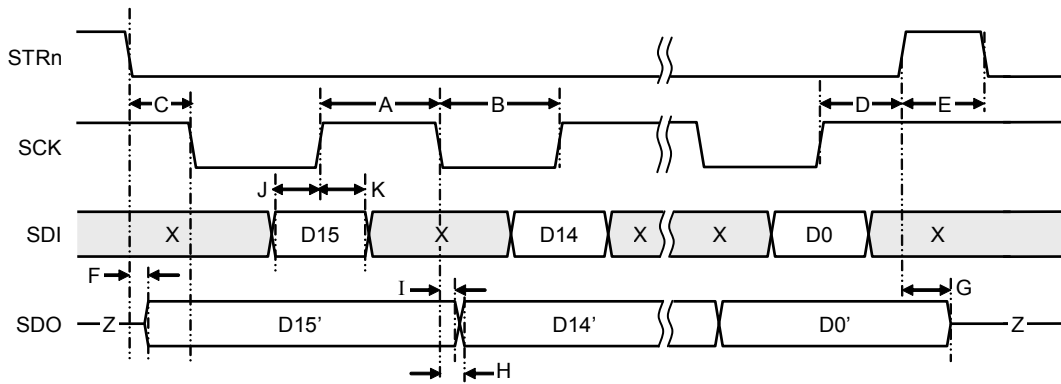 STRn
C A B D E
SCK
J K
SDI X D15 X D14 X X D0 X
F I G
SDO Z D15’ D14’ D0’ Z
H